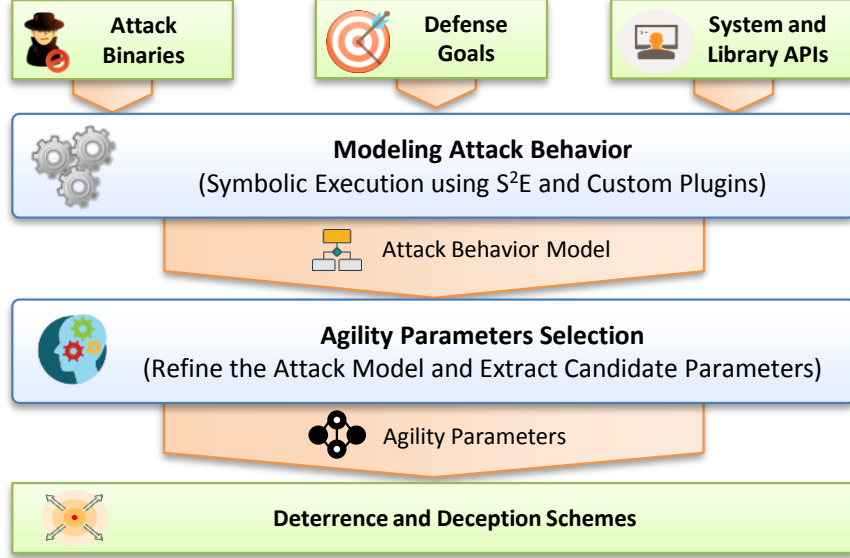 Attack
Binaries
Defense
Goals
System and
Library APIs
Modeling Attack Behavior
(Symbolic Execution using S²E and Custom Plugins)
Attack Behavior Model
Agility Parameters Selection
(Refine the Attack Model and Extract Candidate Parameters)
Agility Parameters
Deterrence and Deception Schemes